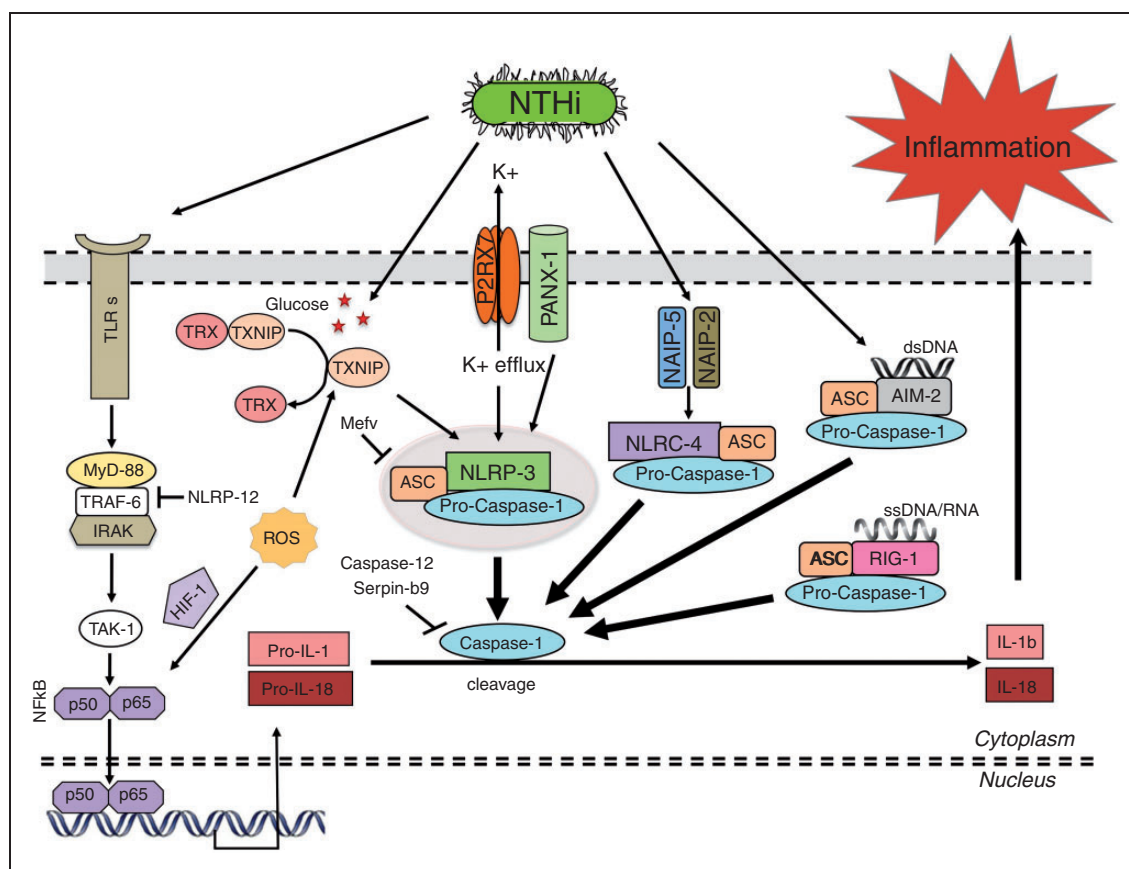 NTHi
Inflammation
K+
P2RX7
PANX-1
TLR s
Glucose
TRX
TXNIP
TXNIP
TRX
K+ efflux
NAIP-5
NAIP-2
dsDNA
ASC
AIM-2
Pro-Caspase-1
Mefv
NLRC-4
ASC
Pro-Caspase-1
NLRP-3
ASC
Pro-Caspase-1
MyD-88
TRAF-6
NLRP-12
IRAK
ROS
ssDNA/RNA
ASC
RIG-1
Pro-Caspase-1
Caspase-12
Serpin-b9
HIF-1
TAK-1
Caspase-1
cleavage
Pro-IL-1
Pro-IL-18
IL-1b
IL-18
NFkB
p50
p65
Cytoplasm
Nucleus
p50
p65